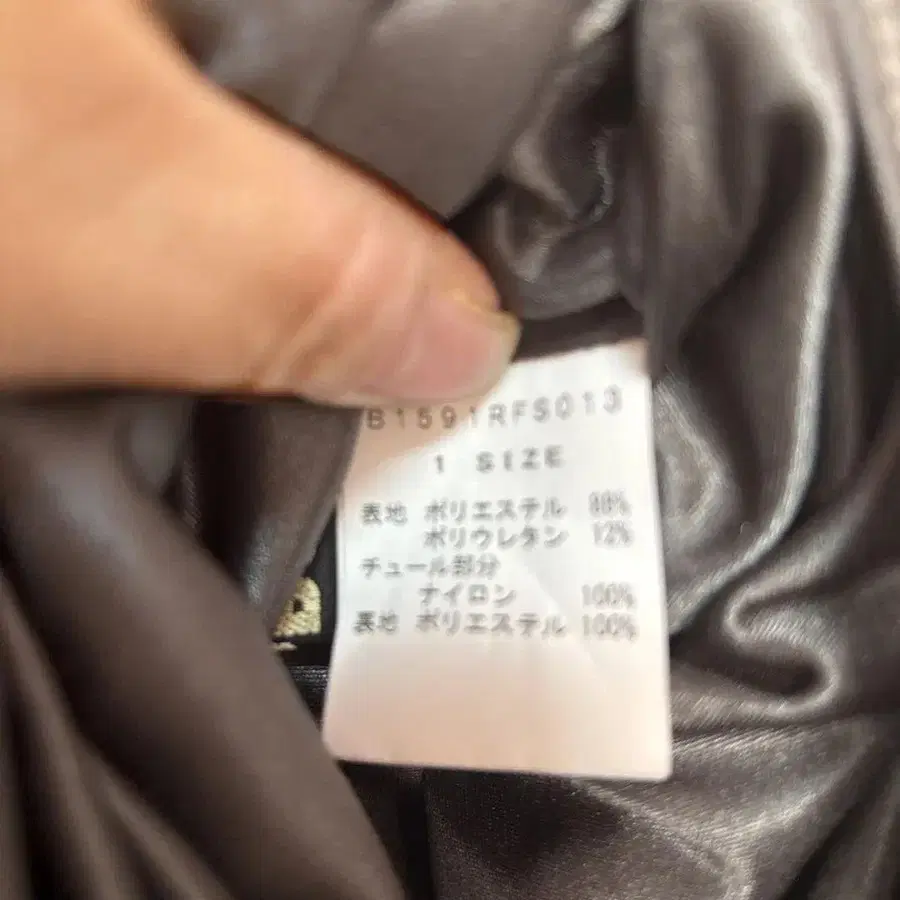 B1591RFS013
1 SIZE
表地 ポリエステル 88%
ポリウレタン 12%
チュール部分
ナイロン 100%
表地 ポリエステル 100%